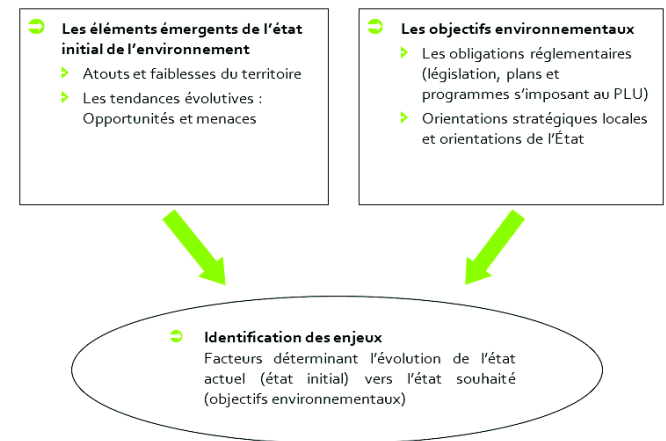 Les éléments émergents de l'état
initial de l'environnement
Atouts et faiblesses du territoire
Les tendances évolutives :
Opportunités et menaces
Les objectifs environnementaux
Les obligations réglementaires
(législation, plans et
programmes s'imposant au PLU)
Orientations stratégiques locales
et orientations de l'État
Identification des enjeux
Facteurs déterminant l'évolution de l'état
actuel (état initial) vers l'état souhaité
(objectifs environnementaux)